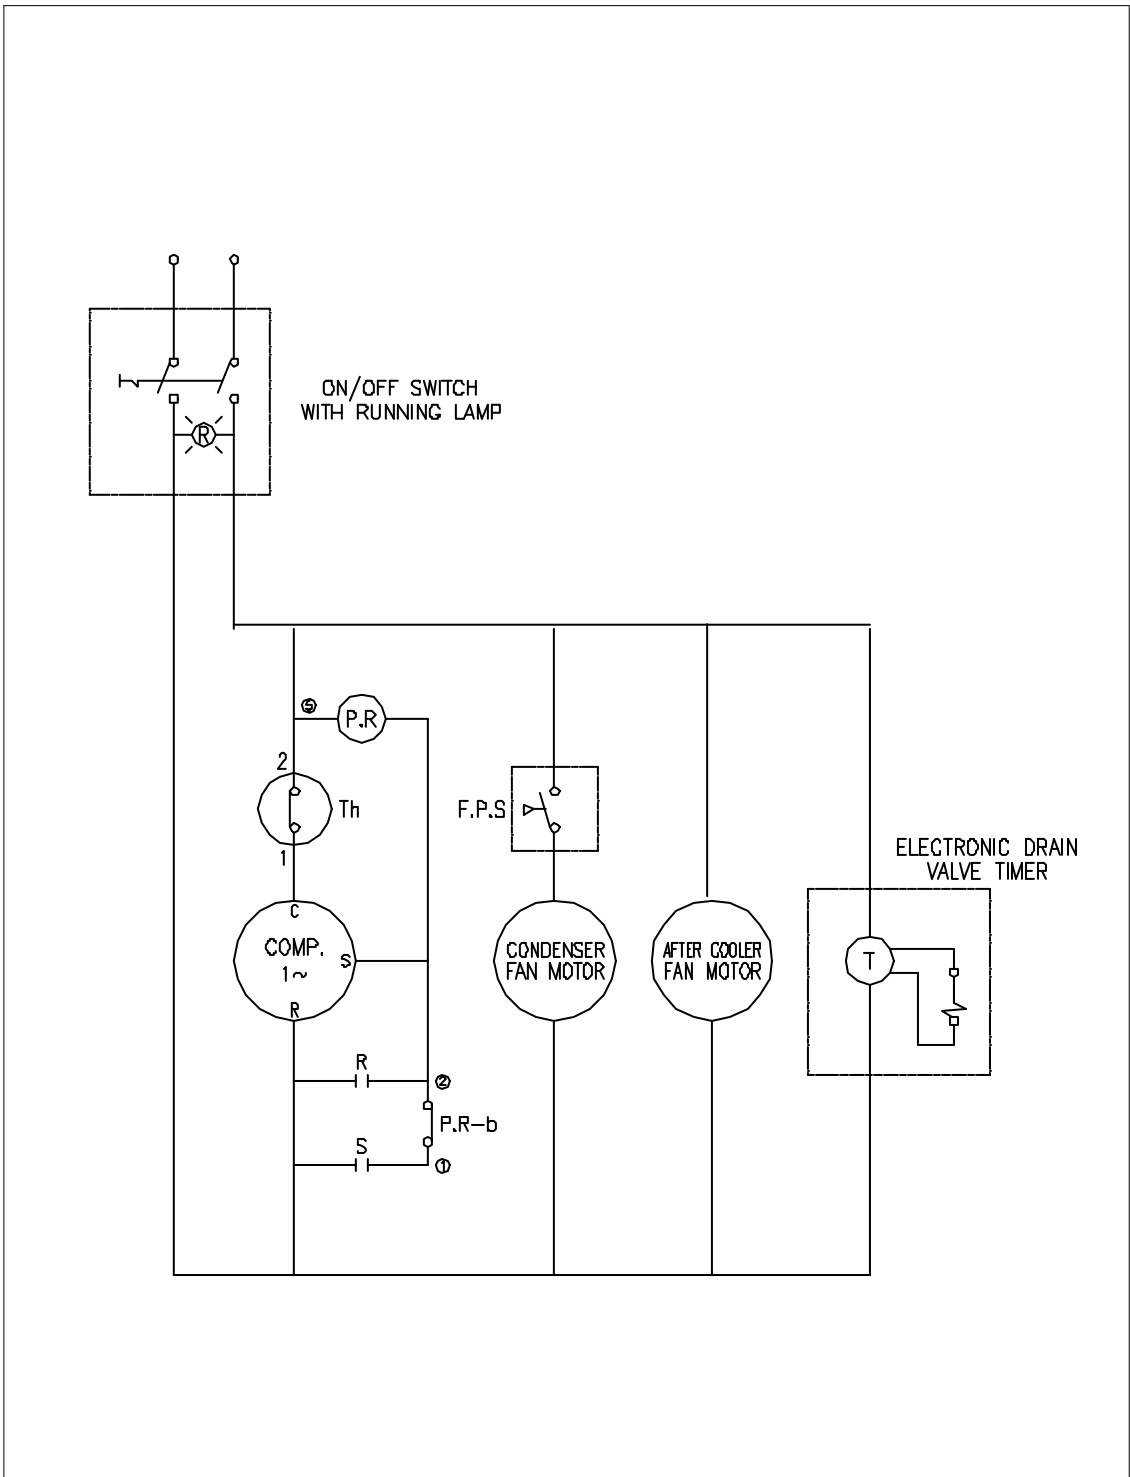 ON/OFF SWITCH
WITH RUNNING LAMP
R
5
P.R
2
Th
1
F.P.S
ELECTRONIC DRAIN
VALVE TIMER
C
COMP.
1~
S
R
CONDENSER
FAN MOTOR
AFTER COOLER
FAN MOTOR
T
R
2
P.R-b
S
1